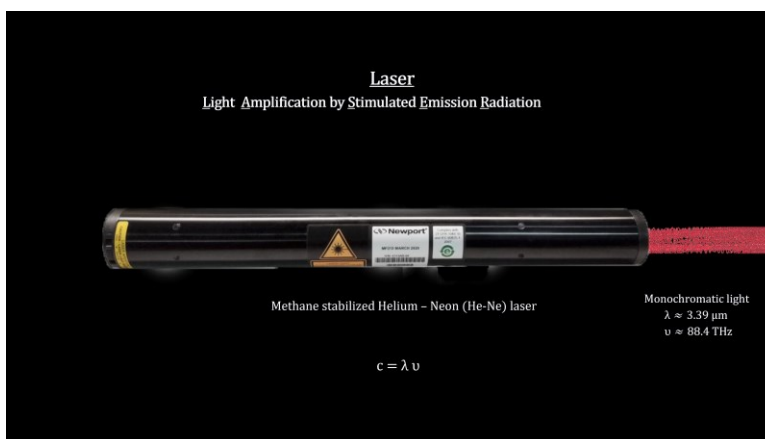 Laser
Light Amplification by Stimulated Emission Radiation
Newport®
Methane stabilized Helium – Neon (He-Ne) laser
Monochromatic light
λ ≈ 3.39 μm
υ ≈ 88.4 THz
c = λ υ